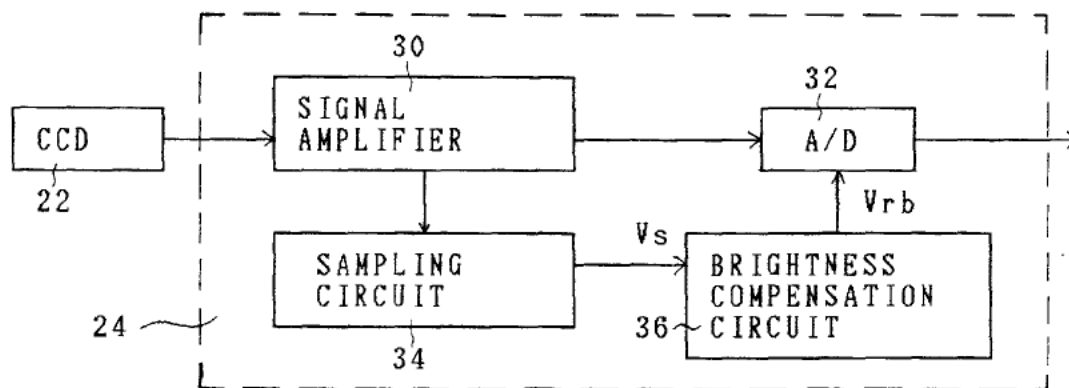 30
SIGNAL
AMPLIFIER
32
CCD
A/D
22
Vrb
Vs
SAMPLING
CIRCUIT
BRIGHTNESS
COMPENSATION
CIRCUIT
24
34
36